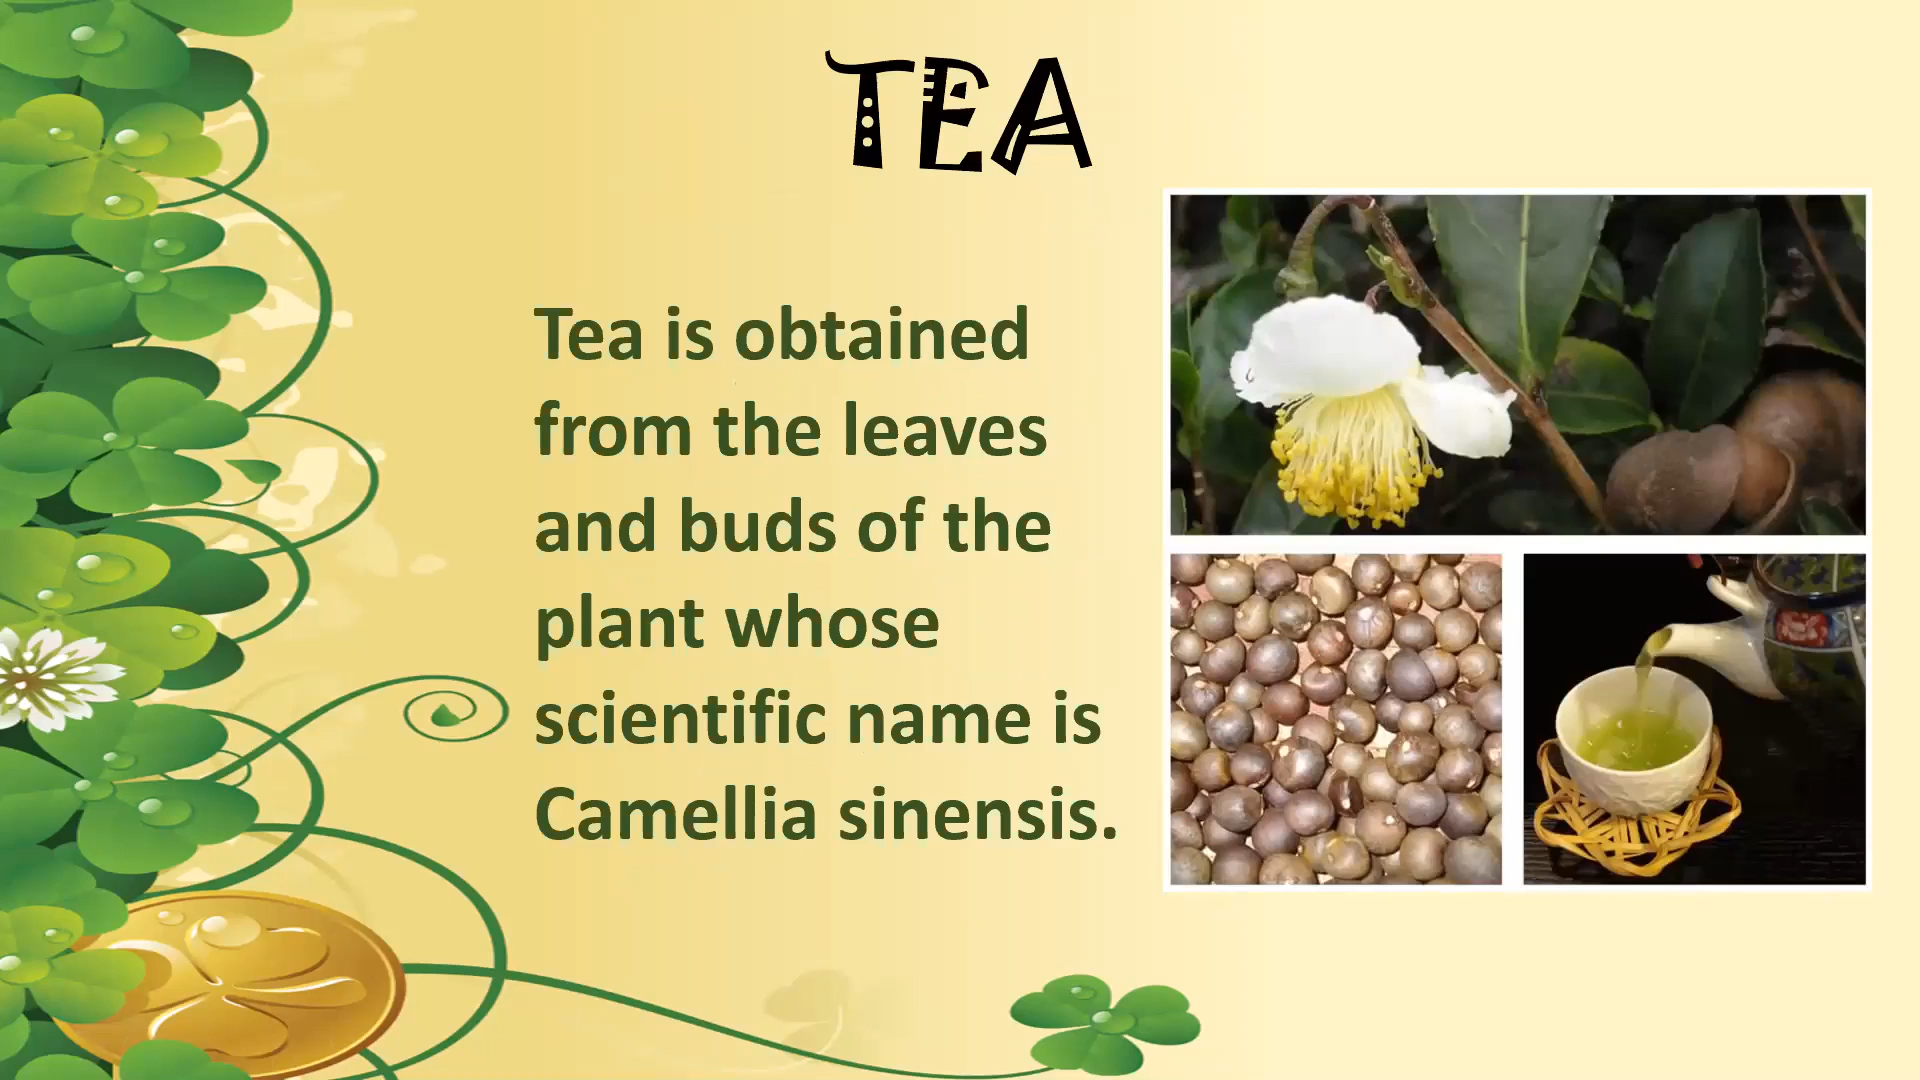 TEA
Tea is obtained
from the leaves
and buds of the
plant whose
scientific name is
Camellia sinensis.